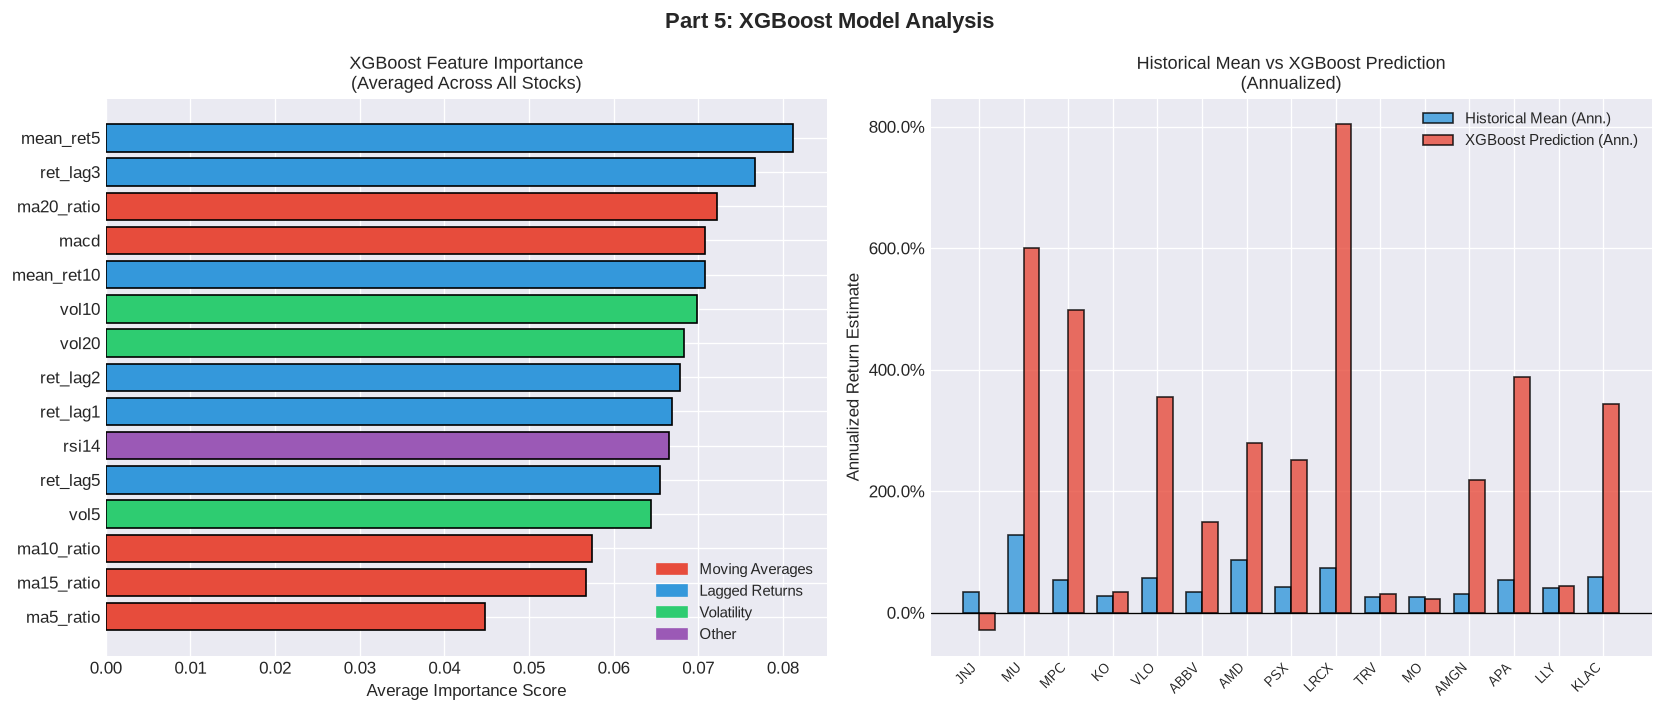 Part 5: XGBoost Model Analysis
XGBoost Feature Importance
(Averaged Across All Stocks)
mean_ret5
ret_lag3
ma20_ratio
macd
mean_ret10
vol10
vol20
ret_lag2
ret_lag1
rsi14
ret_lag5
vol5
ma10_ratio
ma15_ratio
ma5_ratio
Moving Averages
Lagged Returns
Volatility
Other
0.00 0.01 0.02 0.03 0.04 0.05 0.06 0.07 0.08
Average Importance Score
Historical Mean vs XGBoost Prediction
(Annualized)
Historical Mean (Ann.)
XGBoost Prediction (Ann.)
Annualized Return Estimate
800.0%
600.0%
400.0%
200.0%
0.0%
JNJ MU MPC KO VLO ABBV AMD PSX LRCX TRV MO AMGN APA LLY KLAC